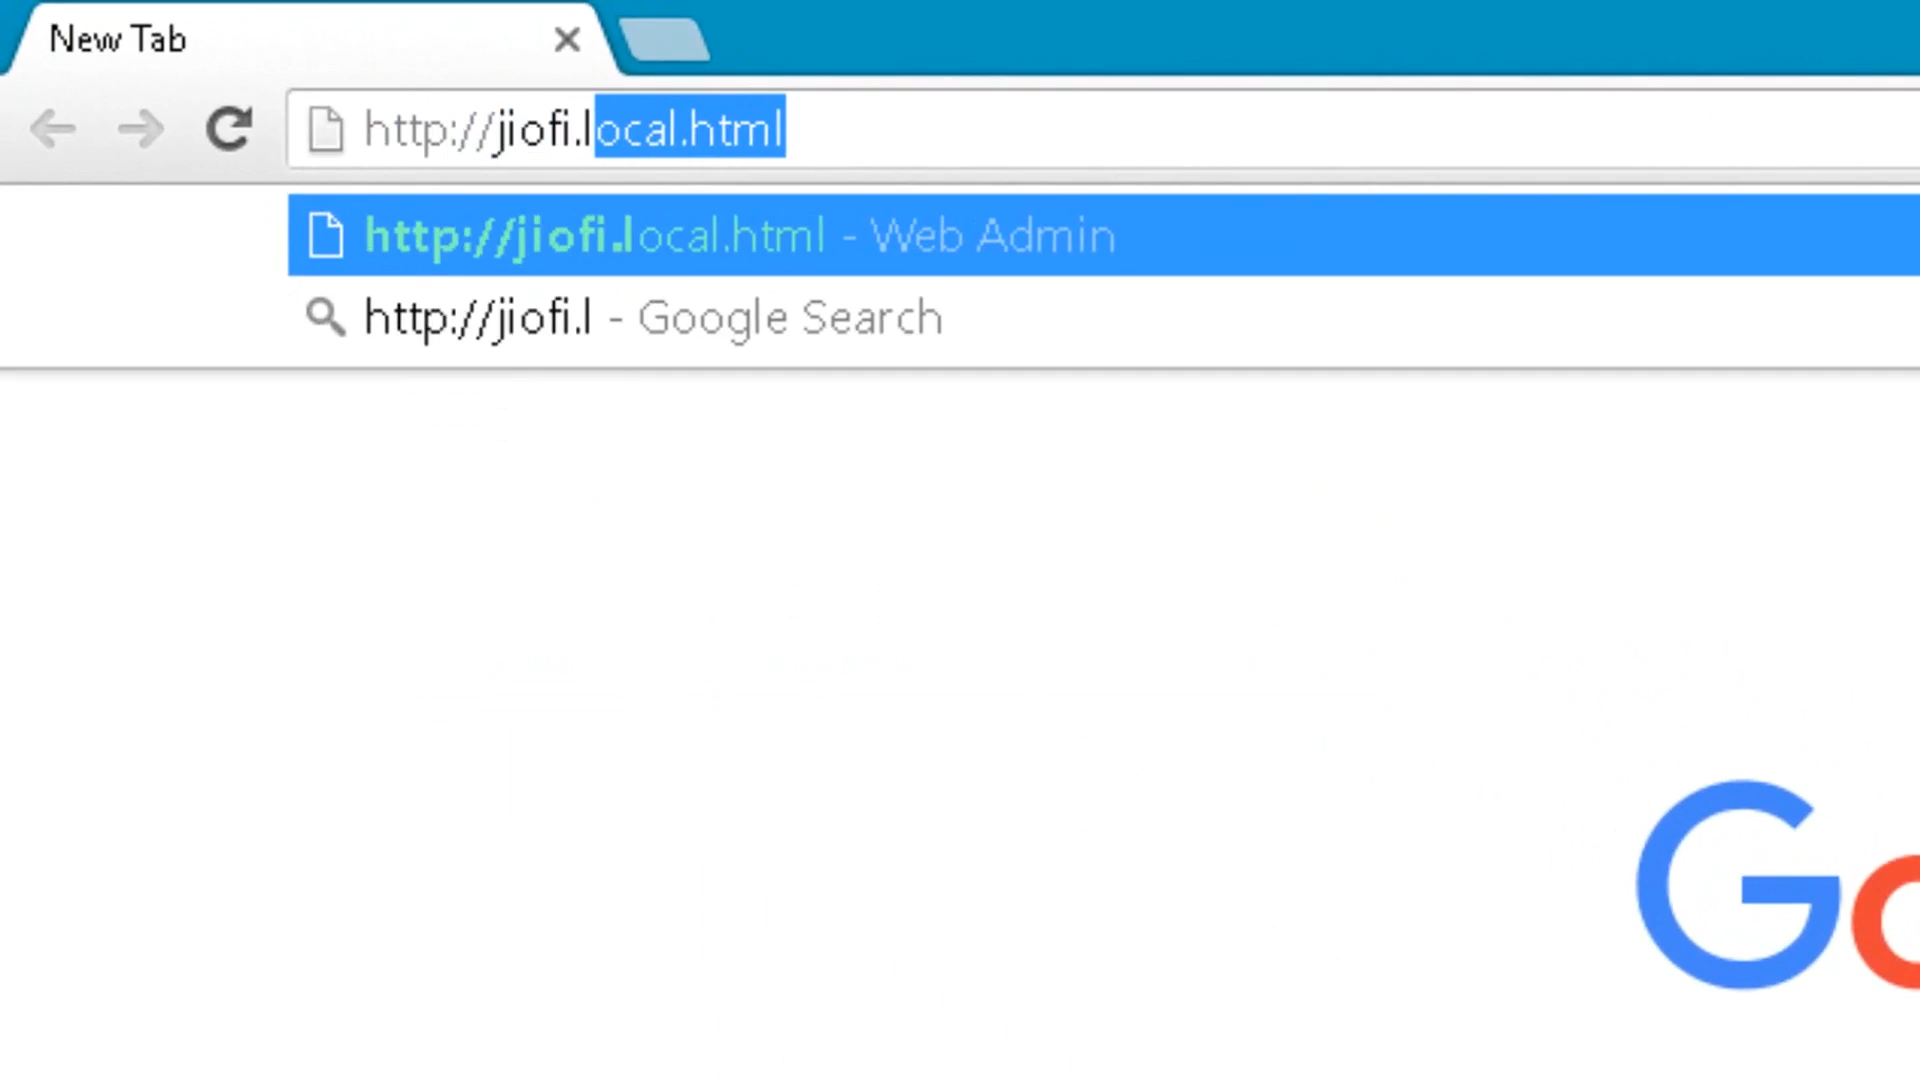 New Tab
http://jiofi.local.html
http://jiofi.local.html - Web Admin
http://jiofi.l - Google Search
Go